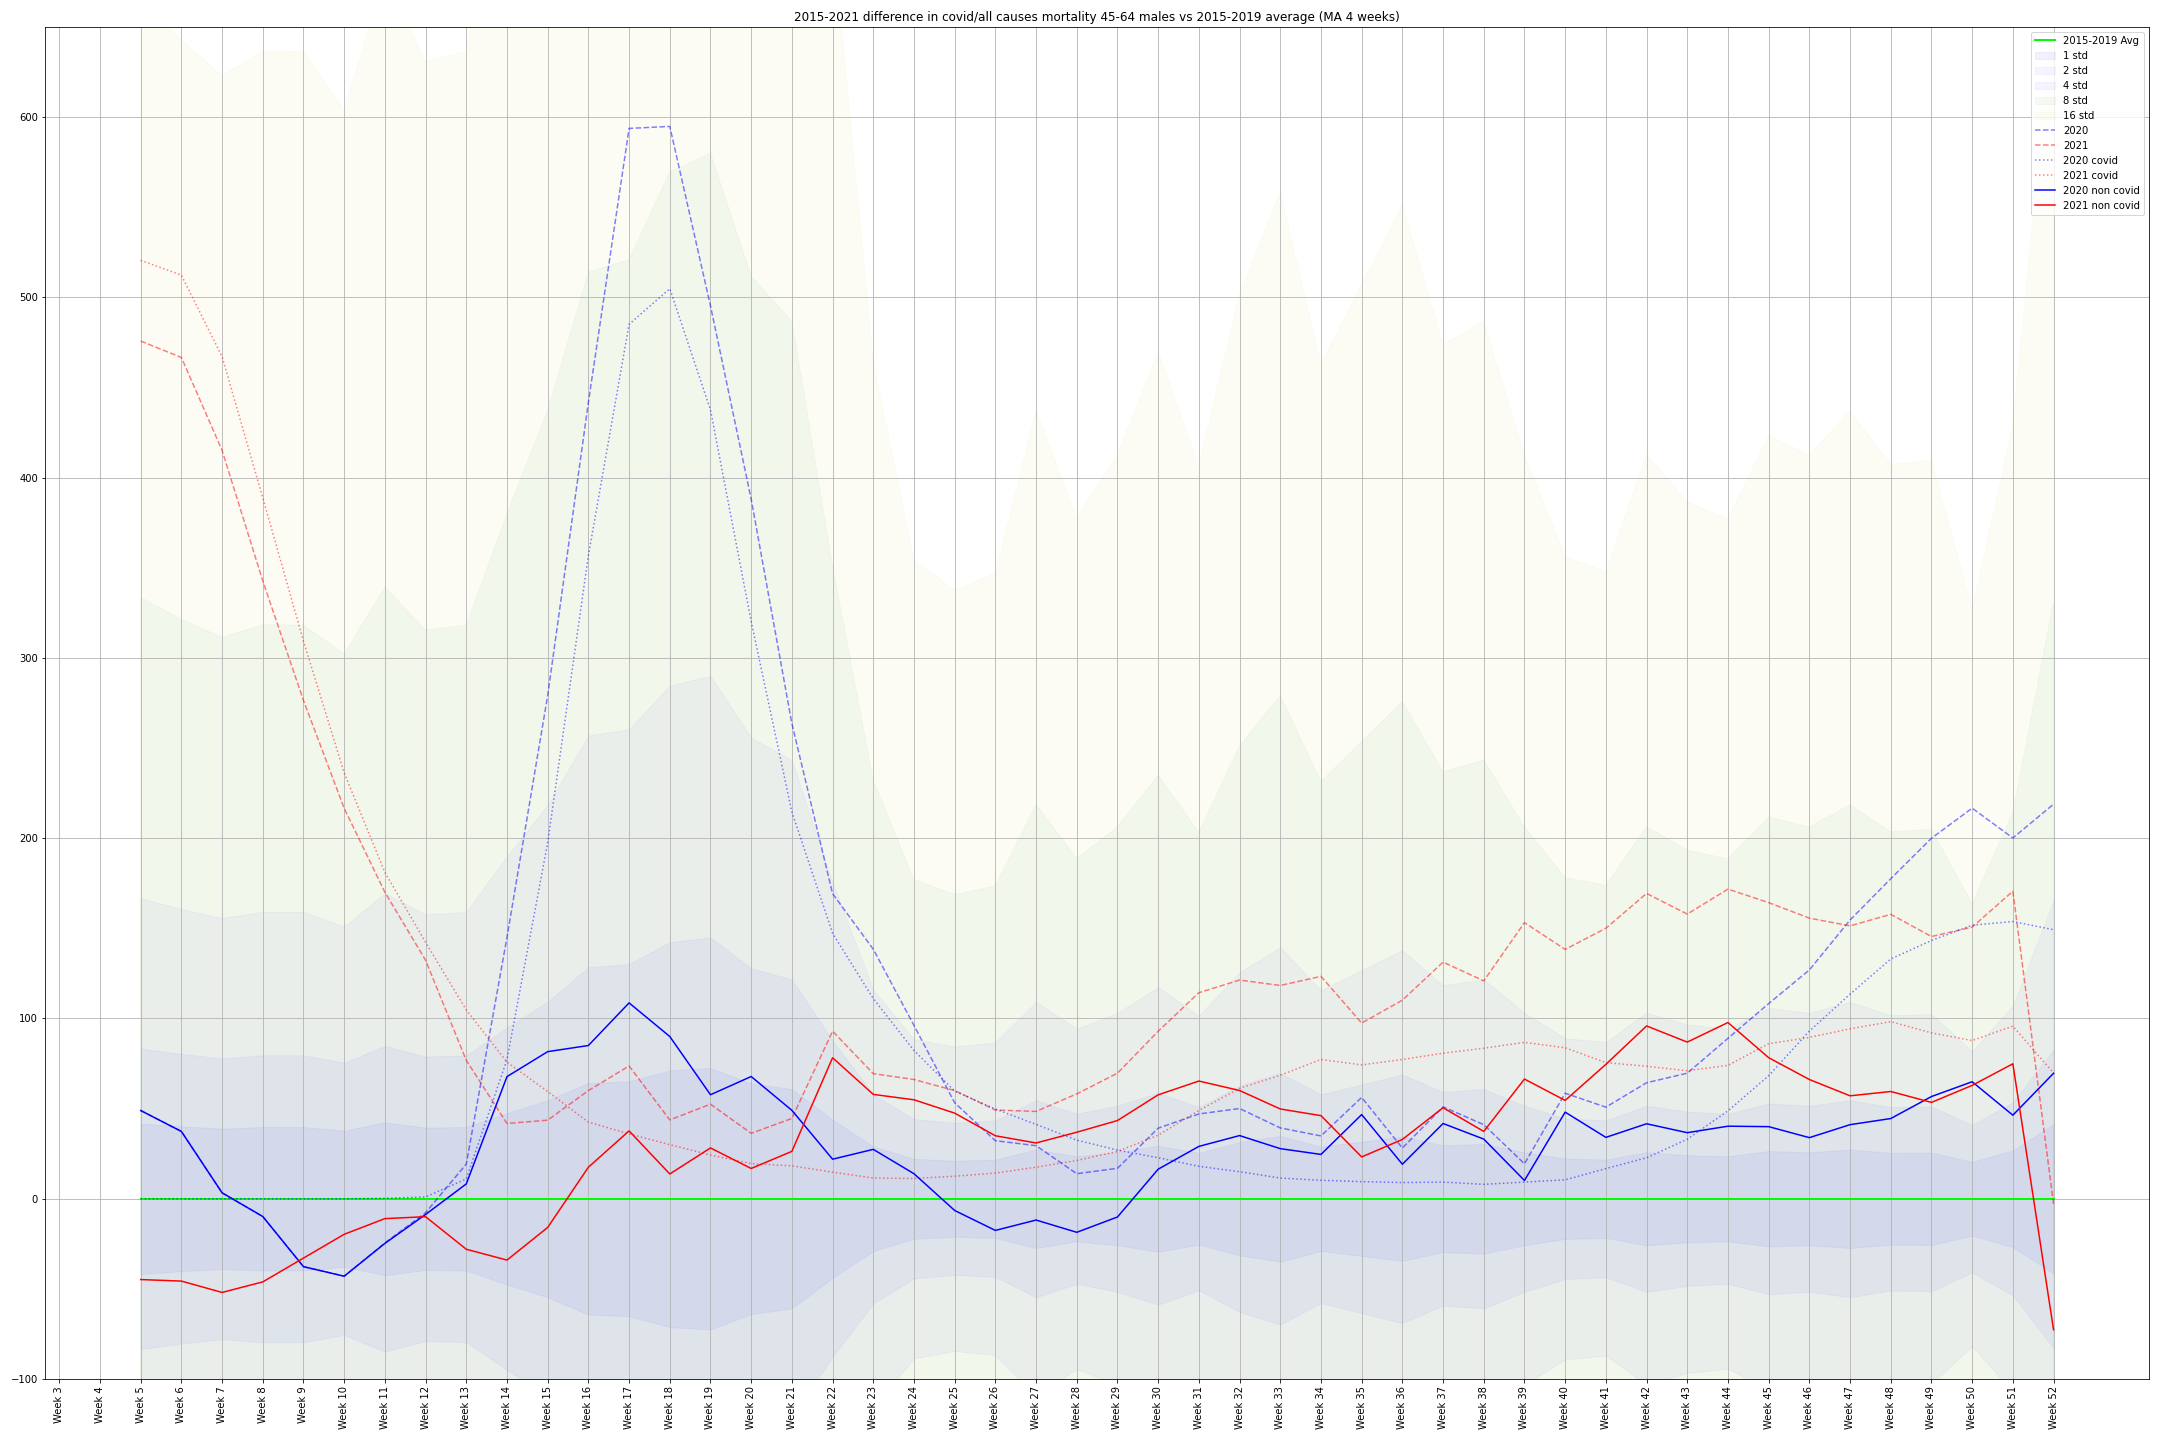 2015-2021 difference in covid/all causes mortality 45-64 males vs 2015-2019 average (MA 4 weeks)
2015-2019 Avg
1 std
2 std
4 std
8 std
16 std
2020
2021
2020 covid
2021 covid
2020 non covid
2021 non covid
600
500
400
300
200
100
0
−100
Week 3
Week 4
Week 5
Week 6
Week 7
Week 8
Week 9
Week 10
Week 11
Week 12
Week 13
Week 14
Week 15
Week 16
Week 17
Week 18
Week 19
Week 20
Week 21
Week 22
Week 23
Week 24
Week 25
Week 26
Week 27
Week 28
Week 29
Week 30
Week 31
Week 32
Week 33
Week 34
Week 35
Week 36
Week 37
Week 38
Week 39
Week 40
Week 41
Week 42
Week 43
Week 44
Week 45
Week 46
Week 47
Week 48
Week 49
Week 50
Week 51
Week 52